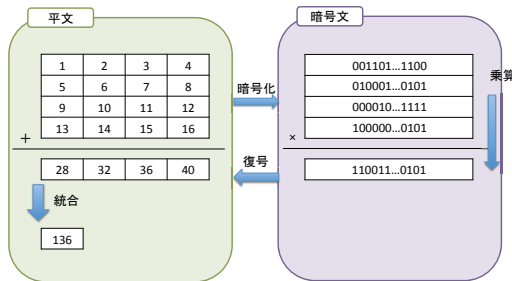 平文
1 2 3 4
5 6 7 8
9 10 11 12
13 14 15 16
+
28 32 36 40
統合
136
暗号化
復号
暗号文
001101...1100
010001...0101
000010...1111
100000...0101
×
110011...0101
乗算